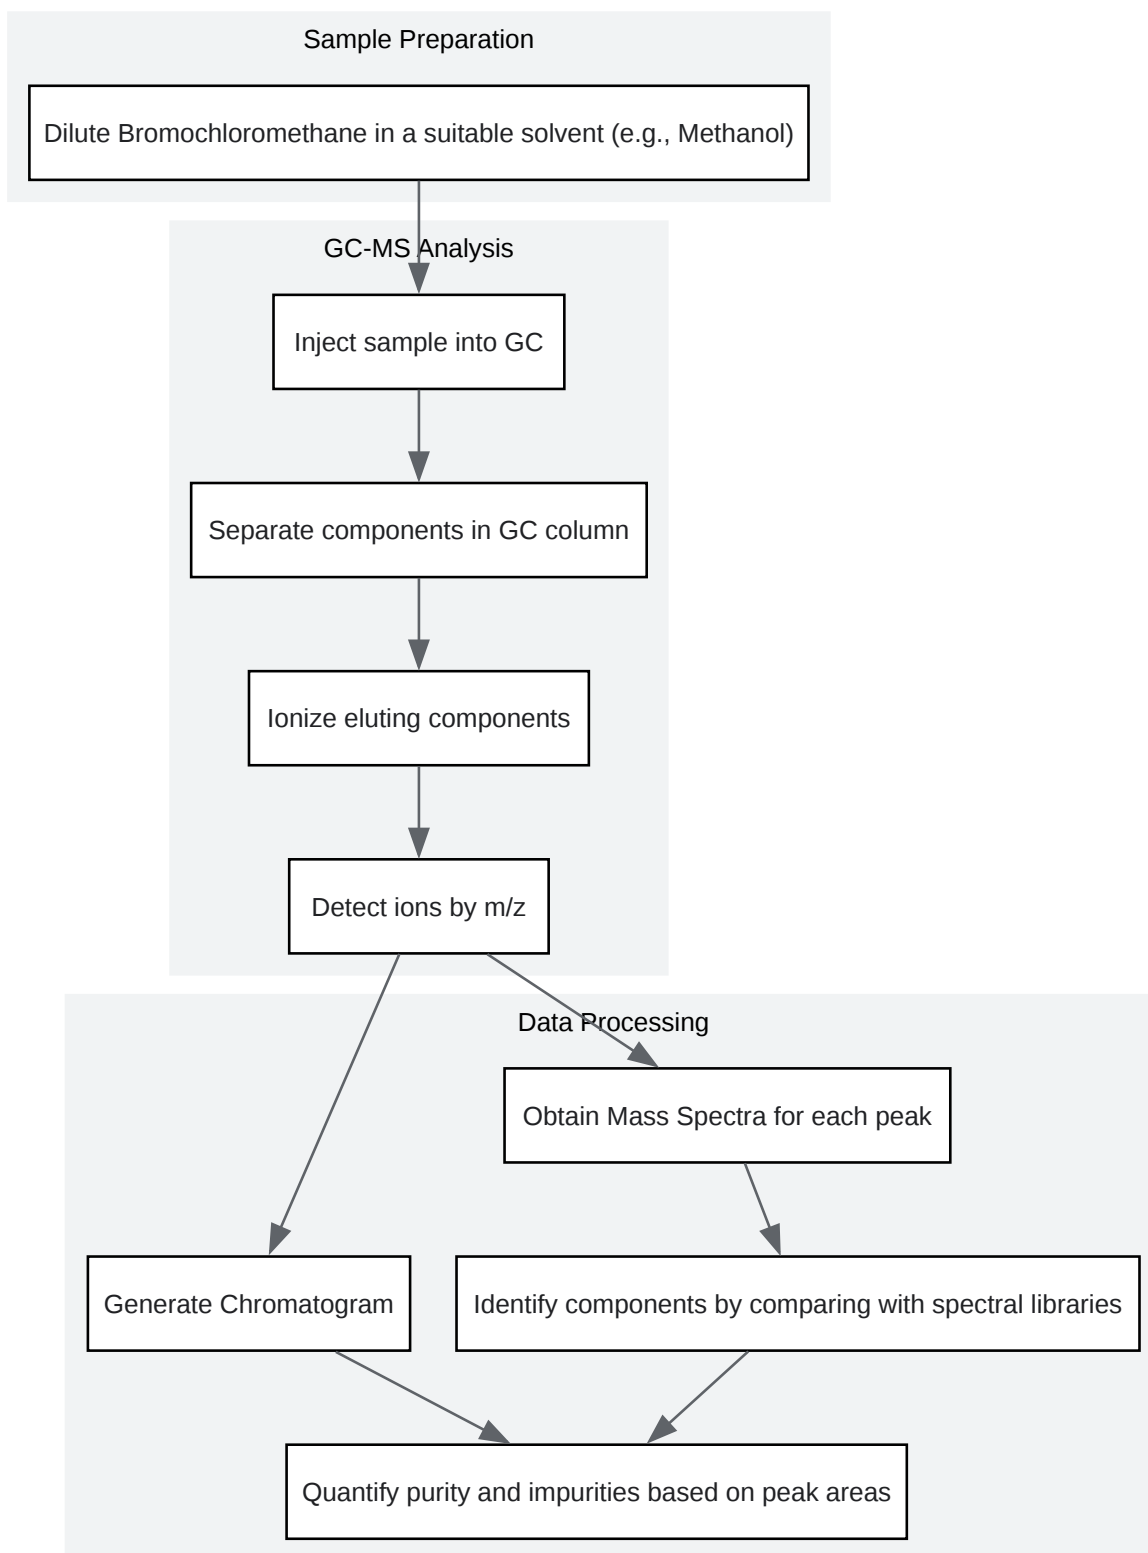 Sample Preparation
Dilute Bromochloromethane in a suitable solvent (e.g., Methanol)
GC-MS Analysis
Inject sample into GC
Separate components in GC column
Ionize eluting components
Detect ions by m/z
Data Processing
Obtain Mass Spectra for each peak
Generate Chromatogram
Identify components by comparing with spectral libraries
Quantify purity and impurities based on peak areas